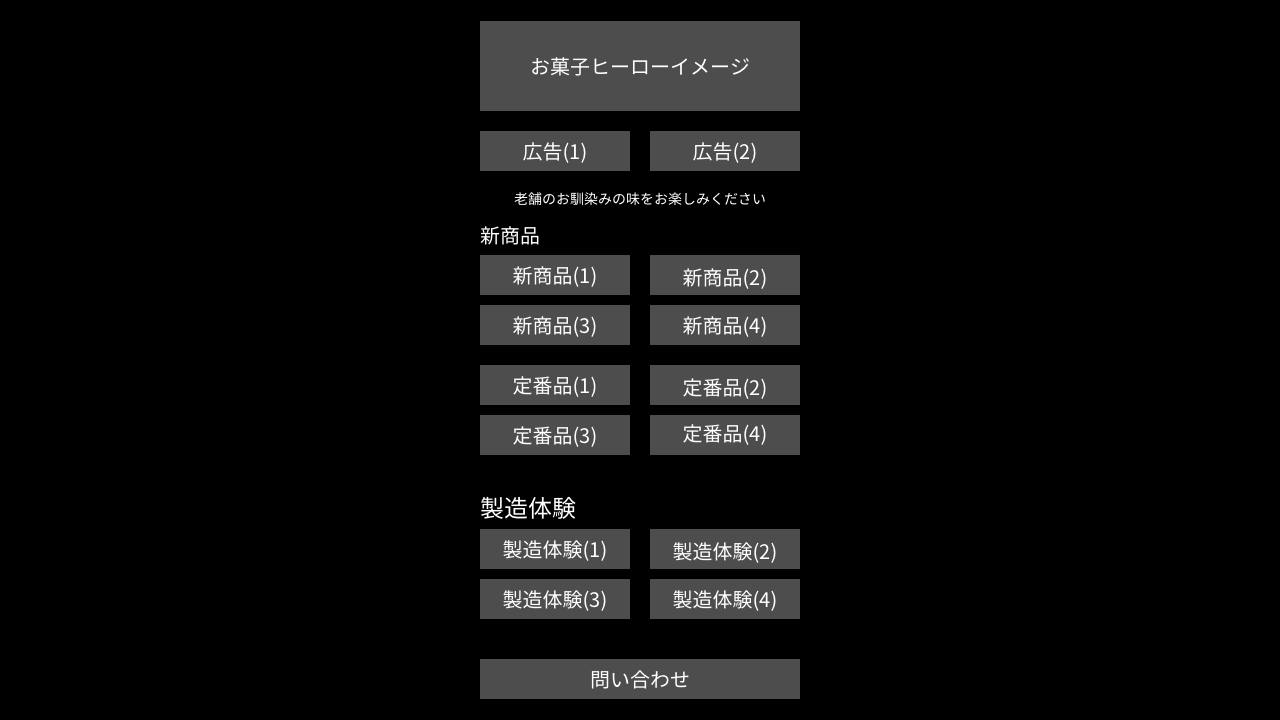 お菓子ヒーローイメージ
広告(1)
広告(2)
老舗のお馴染みの味をお楽しみください
新商品
新商品(1)
新商品(2)
新商品(3)
新商品(4)
定番品(1)
定番品(2)
定番品(3)
定番品(4)
製造体験
製造体験(1)
製造体験(2)
製造体験(3)
製造体験(4)
問い合わせ